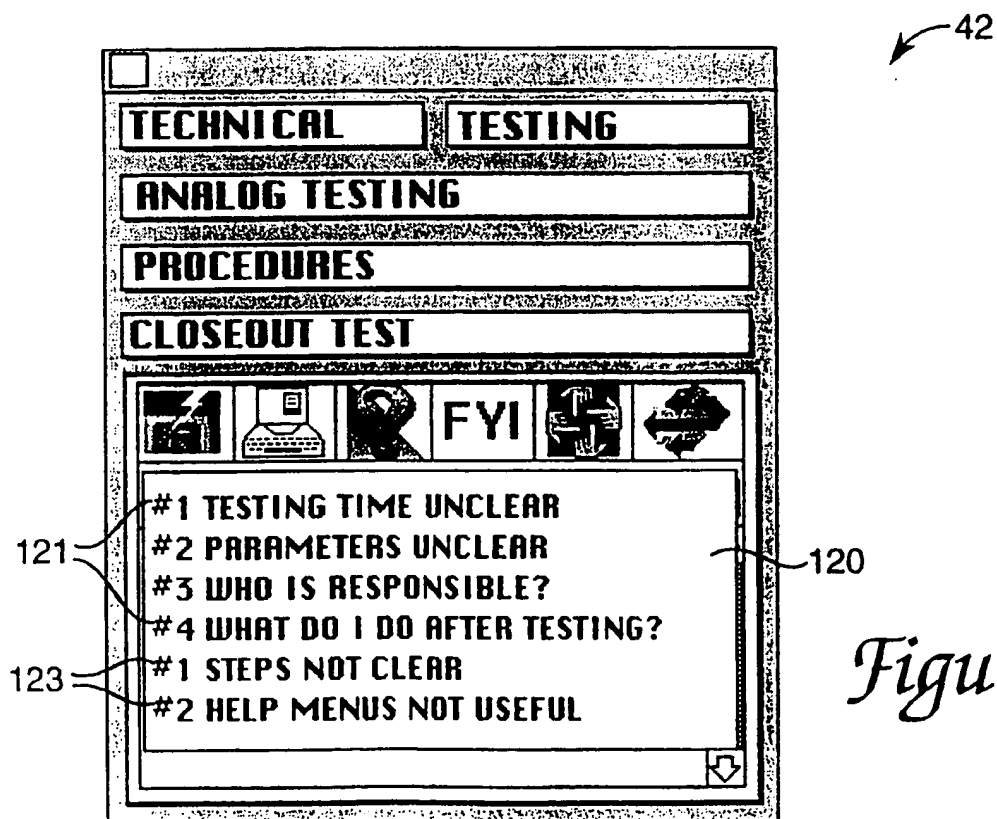 42
TECHNICAL TESTING
ANALOG TESTING
PROCEDURES
CLOSEOUT TEST
FYI
#1 TESTING TIME UNCLEAR
#2 PARAMETERS UNCLEAR
#3 WHO IS RESPONSIBLE?
#4 WHAT DO I DO AFTER TESTING?
#1 STEPS NOT CLEAR
#2 HELP MENUS NOT USEFUL
121
120
123
Figu